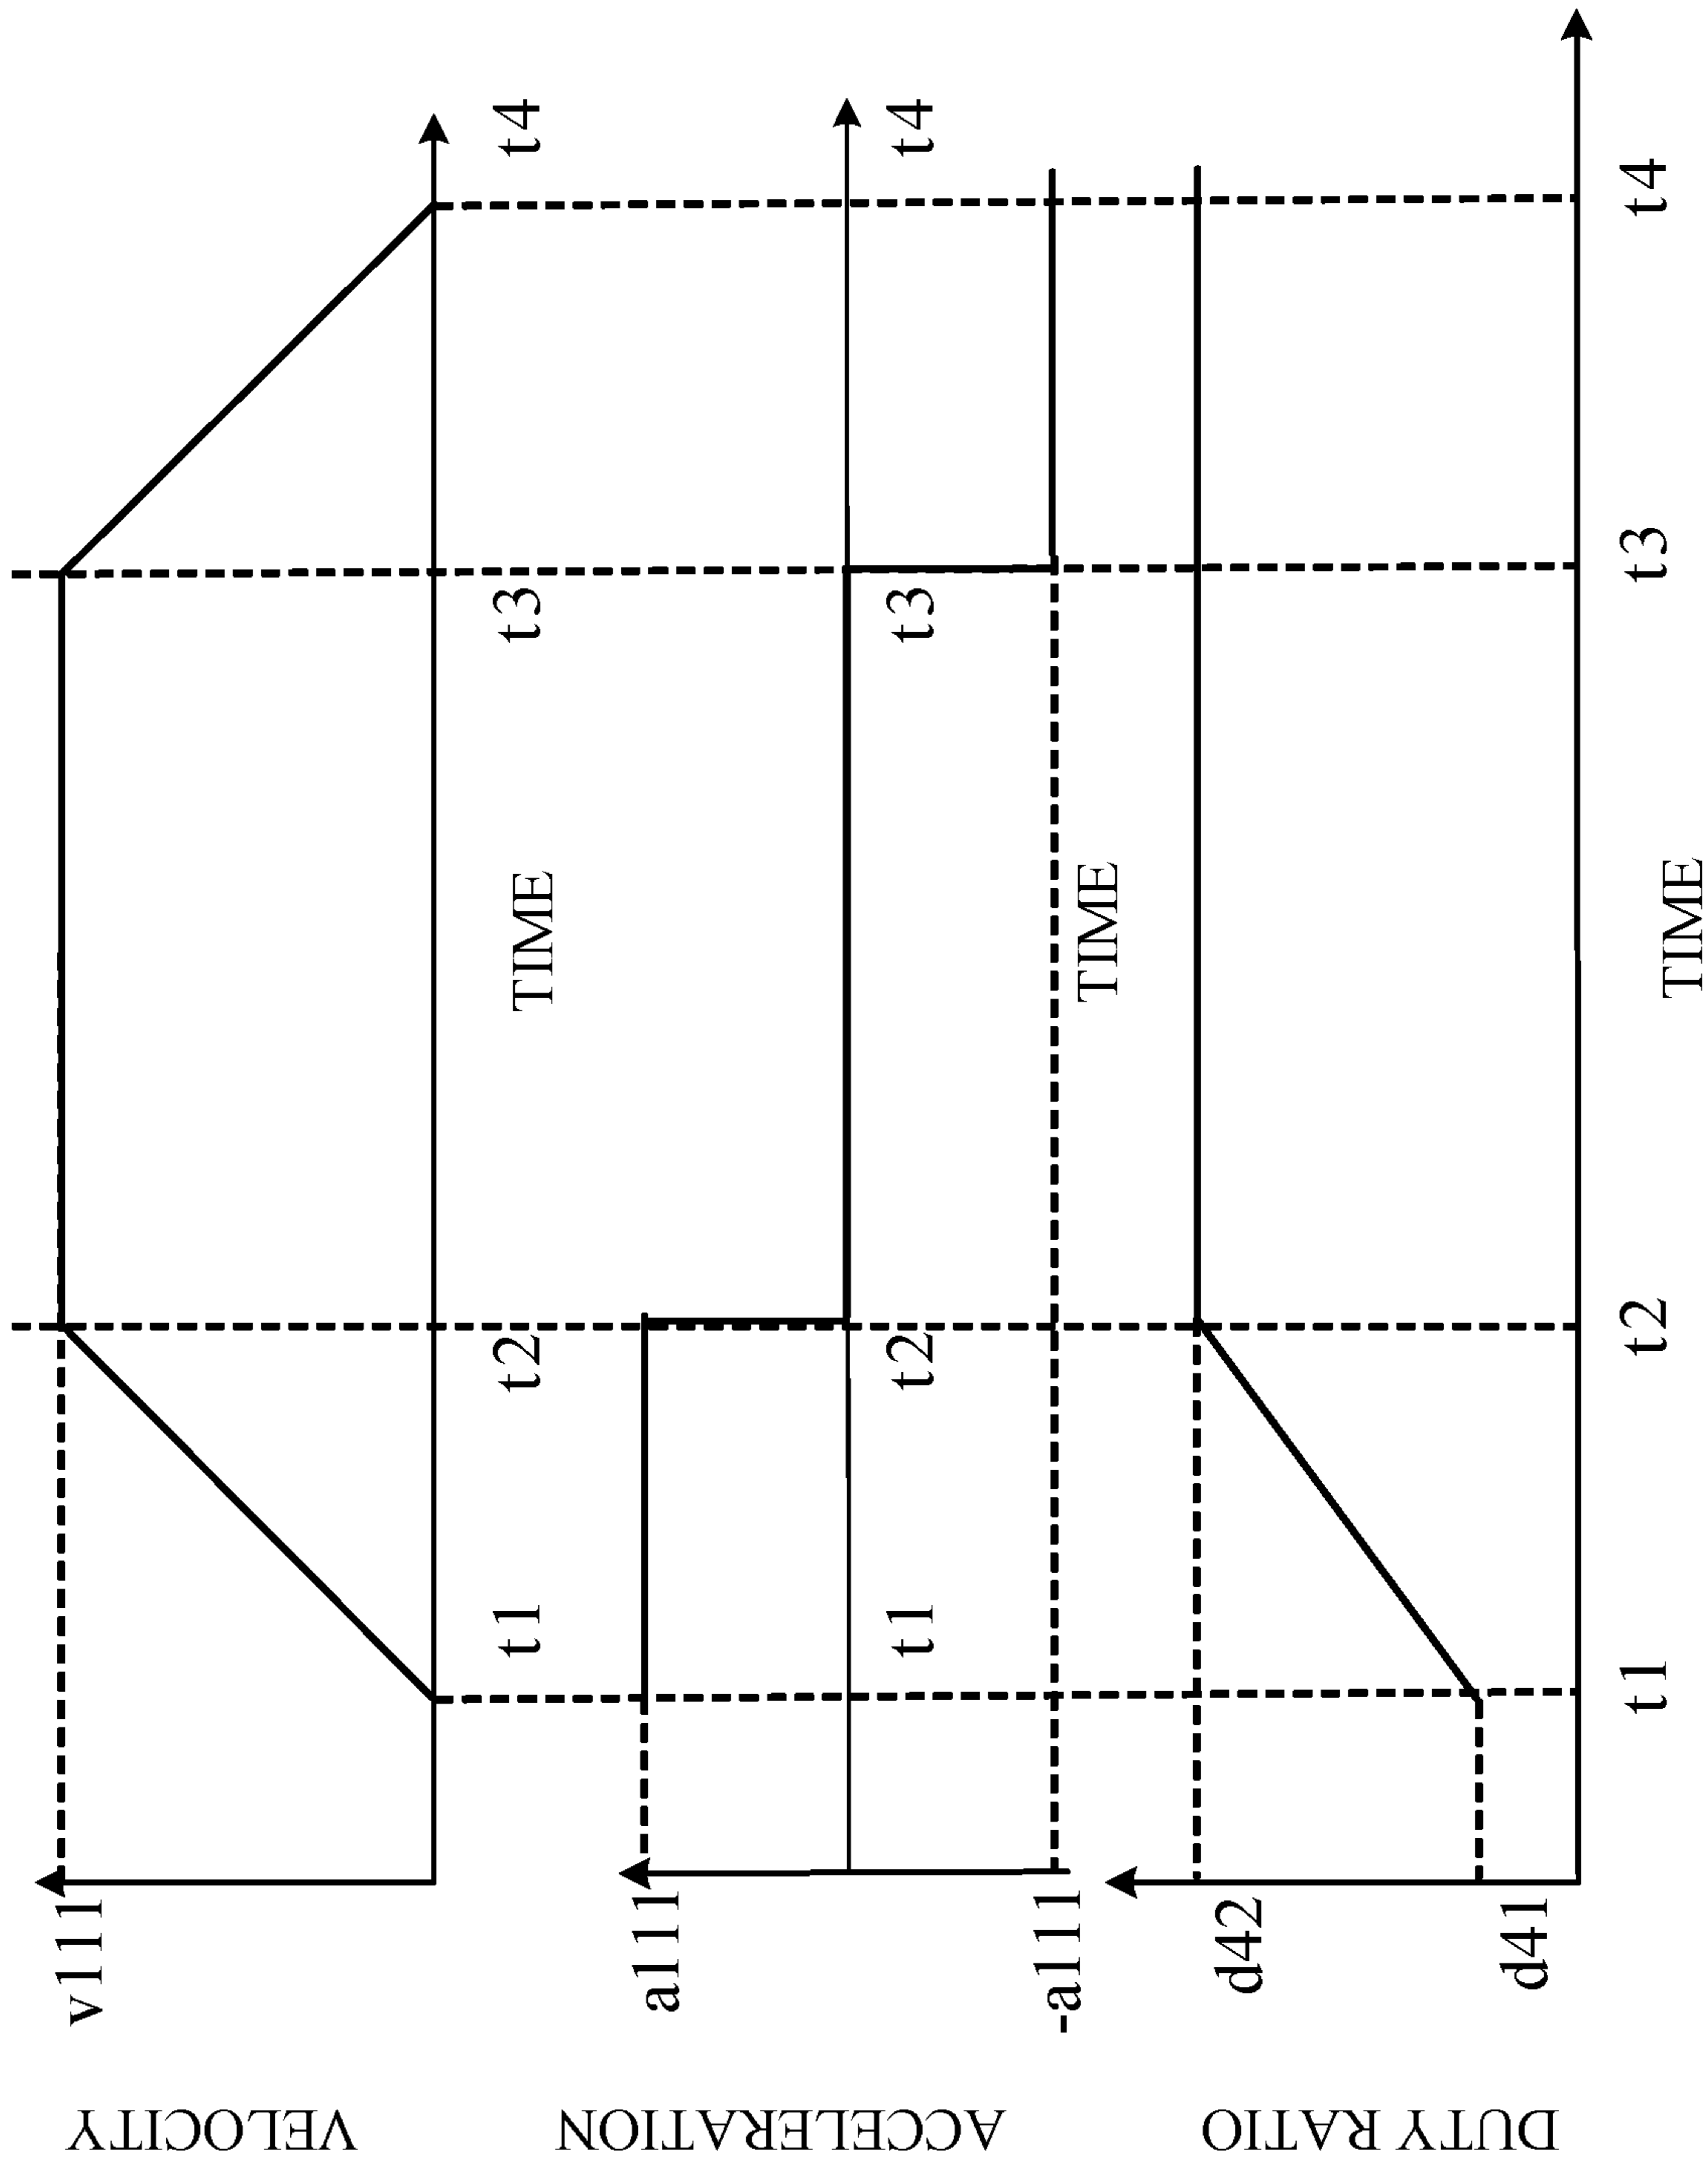 VELOCITY
v111
t1 t2 t3 t4
TIME
ACCELERATION
a111
t1 t2 t3 t4
-a111
TIME
DUTY RATIO
d42
d41
t1 t2 t3 t4
TIME